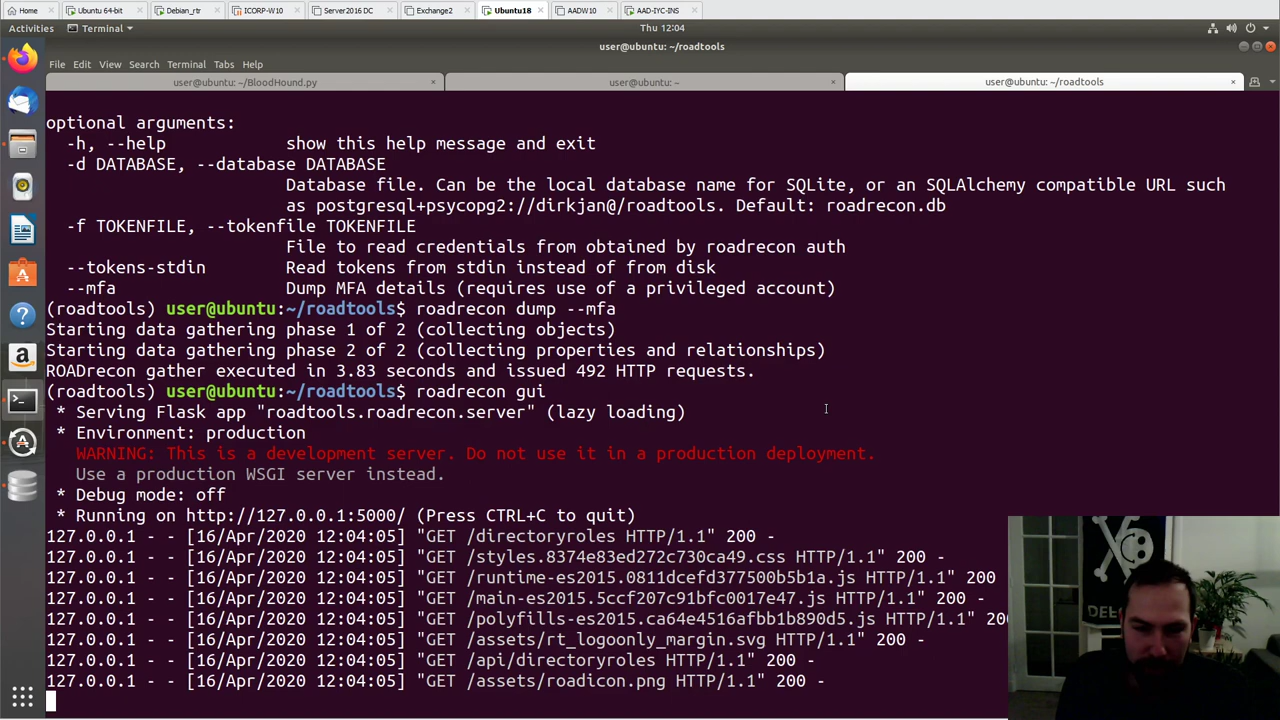 Home
Ubuntu 64-bit
Debian_rtr
ICORP-W10
Server2016 DC
Exchange2
Ubuntu18
AADW10
AAD-IYC-INS
Activities
Terminal
Thu 12:04
user@ubuntu: ~/roadtools
File Edit View Search Terminal Tabs Help
user@ubuntu: ~/BloodHound.py
user@ubuntu: ~
user@ubuntu: ~/roadtools
optional arguments:
-h, --help show this help message and exit
-d DATABASE, --database DATABASE
Database file. Can be the local database name for SQLite, or an SQLAlchemy compatible URL such
as postgresql+psycopg2://dirkjan@/roadtools. Default: roadrecon.db
-f TOKENFILE, --tokenfile TOKENFILE
File to read credentials from obtained by roadrecon auth
--tokens-stdin Read tokens from stdin instead of from disk
--mfa Dump MFA details (requires use of a privileged account)
(roadtools) user@ubuntu:~/roadtools$ roadrecon dump --mfa
Starting data gathering phase 1 of 2 (collecting objects)
Starting data gathering phase 2 of 2 (collecting properties and relationships)
ROADrecon gather executed in 3.83 seconds and issued 492 HTTP requests.
(roadtools) user@ubuntu:~/roadtools$ roadrecon gui
* Serving Flask app "roadtools.roadrecon.server" (lazy loading)
* Environment: production
WARNING: This is a development server. Do not use it in a production deployment.
Use a production WSGI server instead.
* Debug mode: off
* Running on http://127.0.0.1:5000/ (Press CTRL+C to quit)
127.0.0.1 - - [16/Apr/2020 12:04:05] "GET /directoryroles HTTP/1.1" 200 -
127.0.0.1 - - [16/Apr/2020 12:04:05] "GET /styles.8374e83ed272c730ca49.css HTTP/1.1" 200 -
127.0.0.1 - - [16/Apr/2020 12:04:05] "GET /runtime-es2015.0811dcefd377500b5b1a.js HTTP/1.1" 200
127.0.0.1 - - [16/Apr/2020 12:04:05] "GET /main-es2015.5ccf207c91bfc0017e47.js HTTP/1.1" 200 -
127.0.0.1 - - [16/Apr/2020 12:04:05] "GET /polyfills-es2015.ca64e4516afbb1b890d5.js HTTP/1.1" 20
127.0.0.1 - - [16/Apr/2020 12:04:05] "GET /assets/rt_logoonly_margin.svg HTTP/1.1" 200 -
127.0.0.1 - - [16/Apr/2020 12:04:05] "GET /api/directoryroles HTTP/1.1" 200 -
127.0.0.1 - - [16/Apr/2020 12:04:05] "GET /assets/roadicon.png HTTP/1.1" 200 -